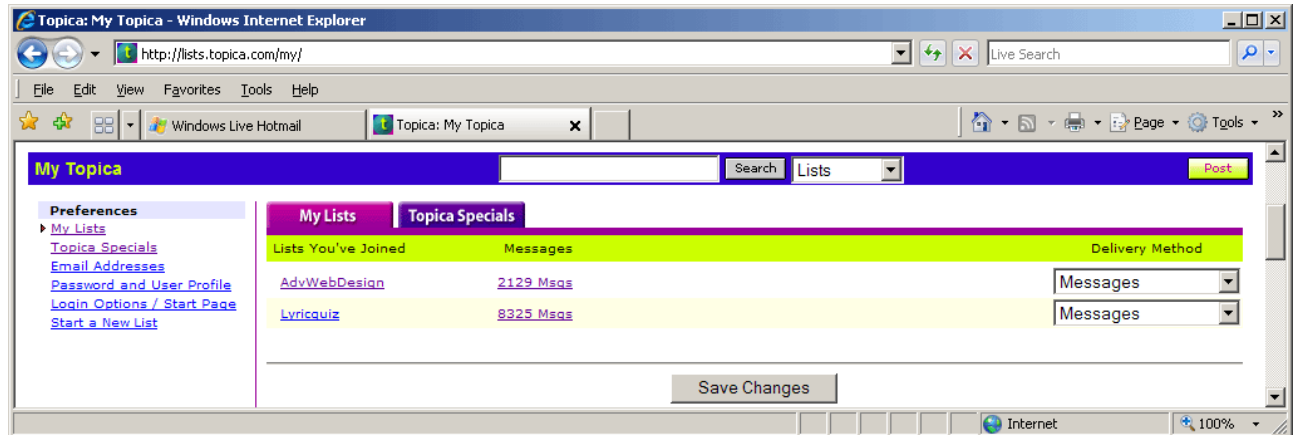 Topica: My Topica - Windows Internet Explorer
http://lists.topica.com/my/
Live Search
File Edit View Favorites Tools Help
Windows Live Hotmail Topica: My Topica Page Tools
My Topica Search Lists Post
Preferences
My Lists
Topica Specials
Email Addresses
Password and User Profile
Login Options / Start Page
Start a New List
My Lists Topica Specials
Lists You've Joined Messages Delivery Method
AdvWebDesign 2129 Msgs Messages
Lyricquiz 8325 Msgs Messages
Save Changes
Internet 100%